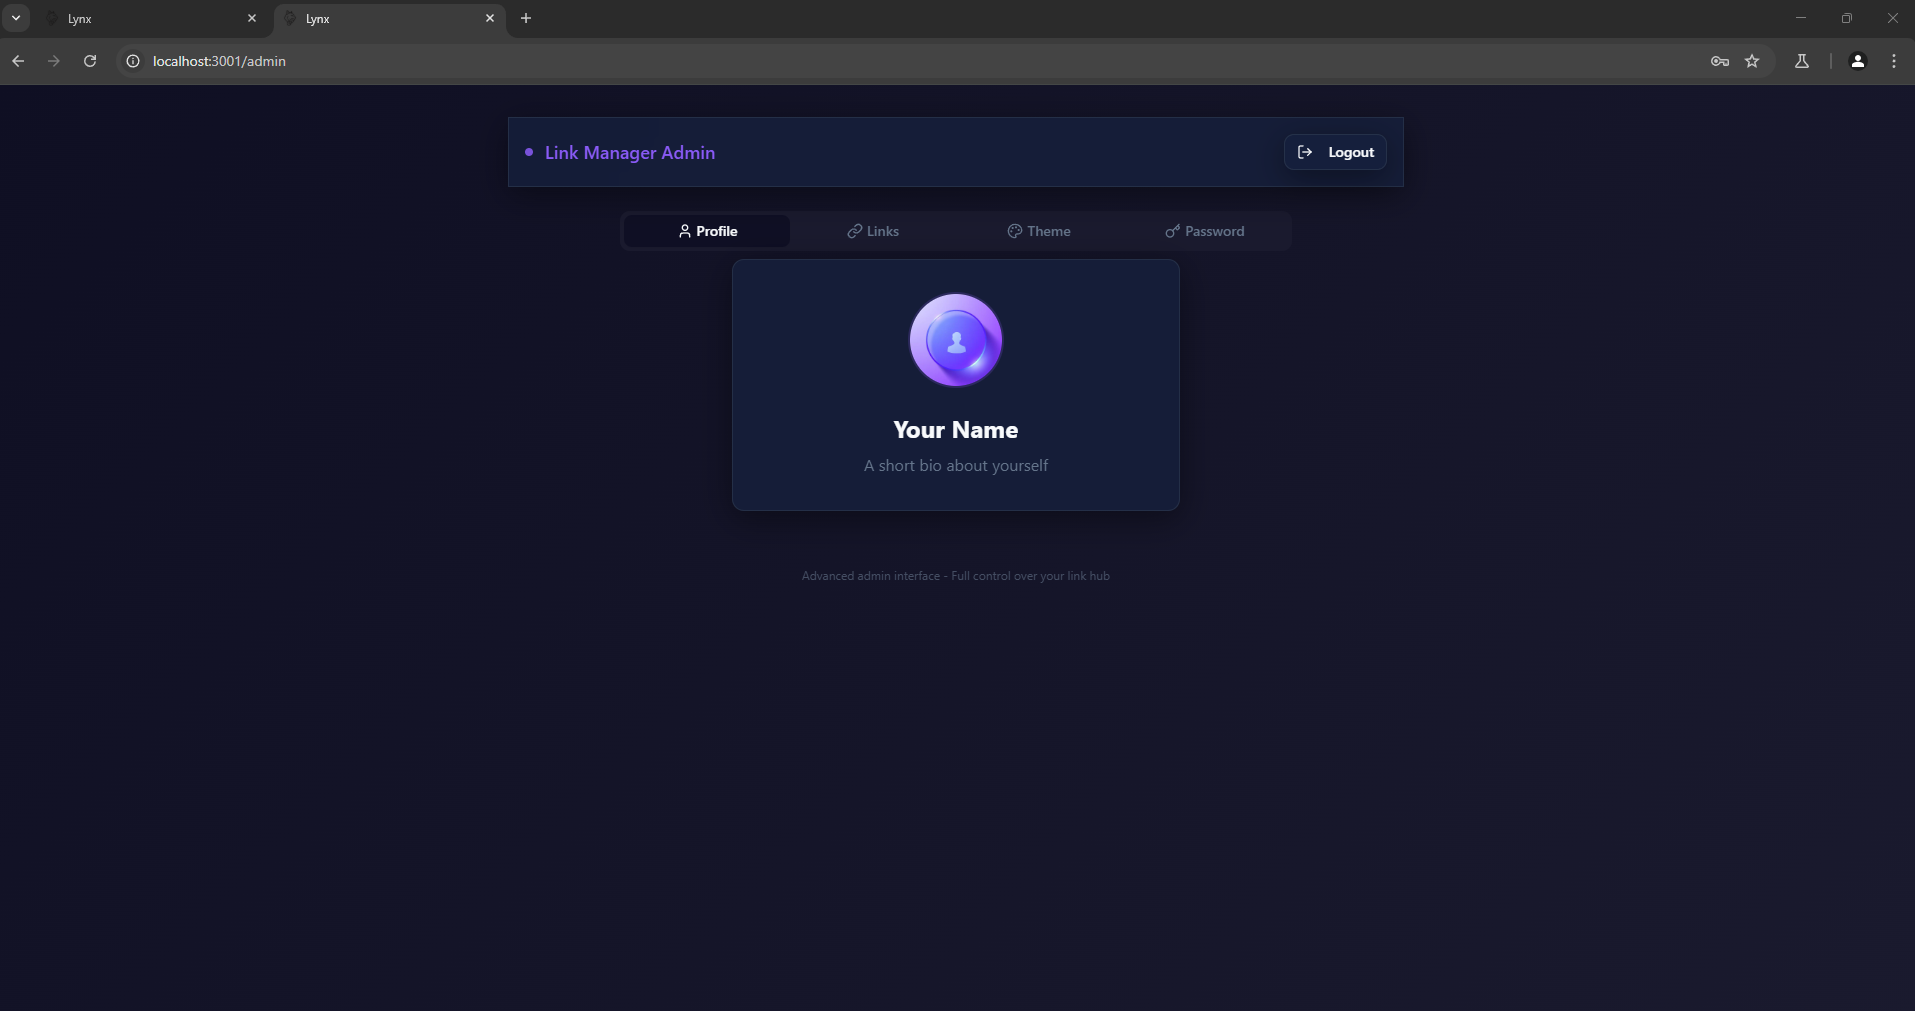 Lynx
Lynx
localhost:3001/admin
Link Manager Admin
Logout
Profile
Links
Theme
Password
Your Name
A short bio about yourself
Advanced admin interface - Full control over your link hub